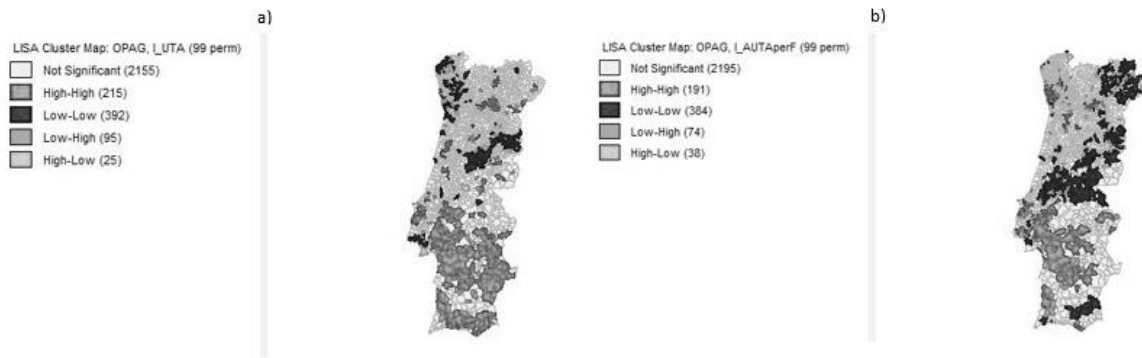 a)
LISA Cluster Map: OPAG, I_UTA (99 perm)
Not Significant (2155)
High-High (215)
Low-Low (392)
Low-High (95)
High-Low (25)
b)
LISA Cluster Map: OPAG, I_AUTAperF (99 perm)
Not Significant (2195)
High-High (191)
Low-Low (384)
Low-High (74)
High-Low (38)